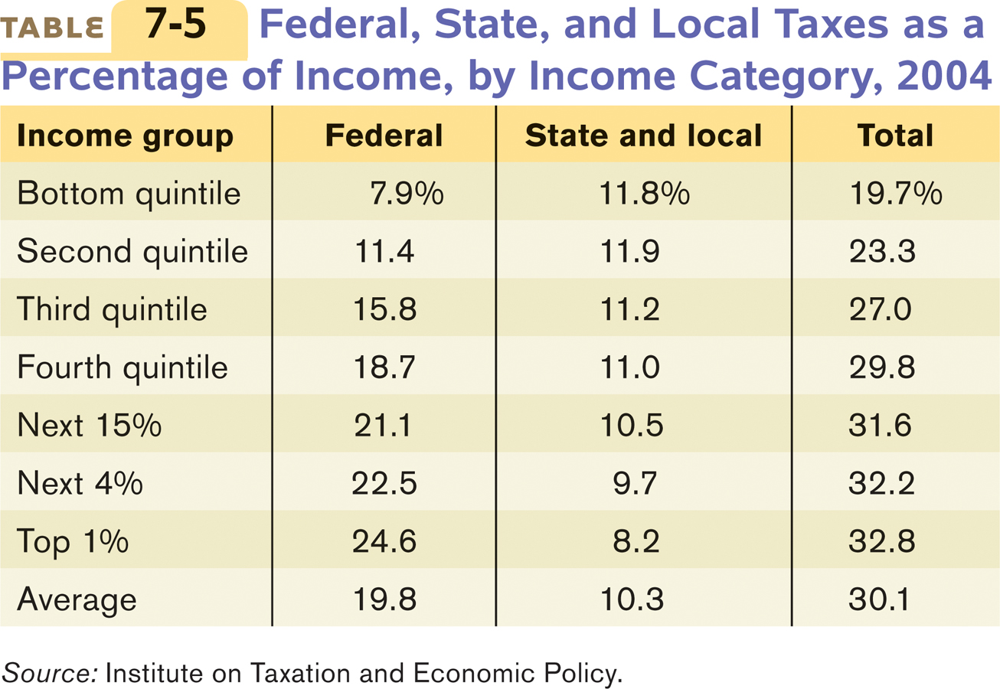 TABLE 7-5 Federal, State, and Local Taxes as a
Percentage of Income, by Income Category, 2004
Income group Federal State and local Total
Bottom quintile 7.9% 11.8% 19.7%
Second quintile 11.4 11.9 23.3
Third quintile 15.8 11.2 27.0
Fourth quintile 18.7 11.0 29.8
Next 15% 21.1 10.5 31.6
Next 4% 22.5 9.7 32.2
Top 1% 24.6 8.2 32.8
Average 19.8 10.3 30.1
Source: Institute on Taxation and Economic Policy.